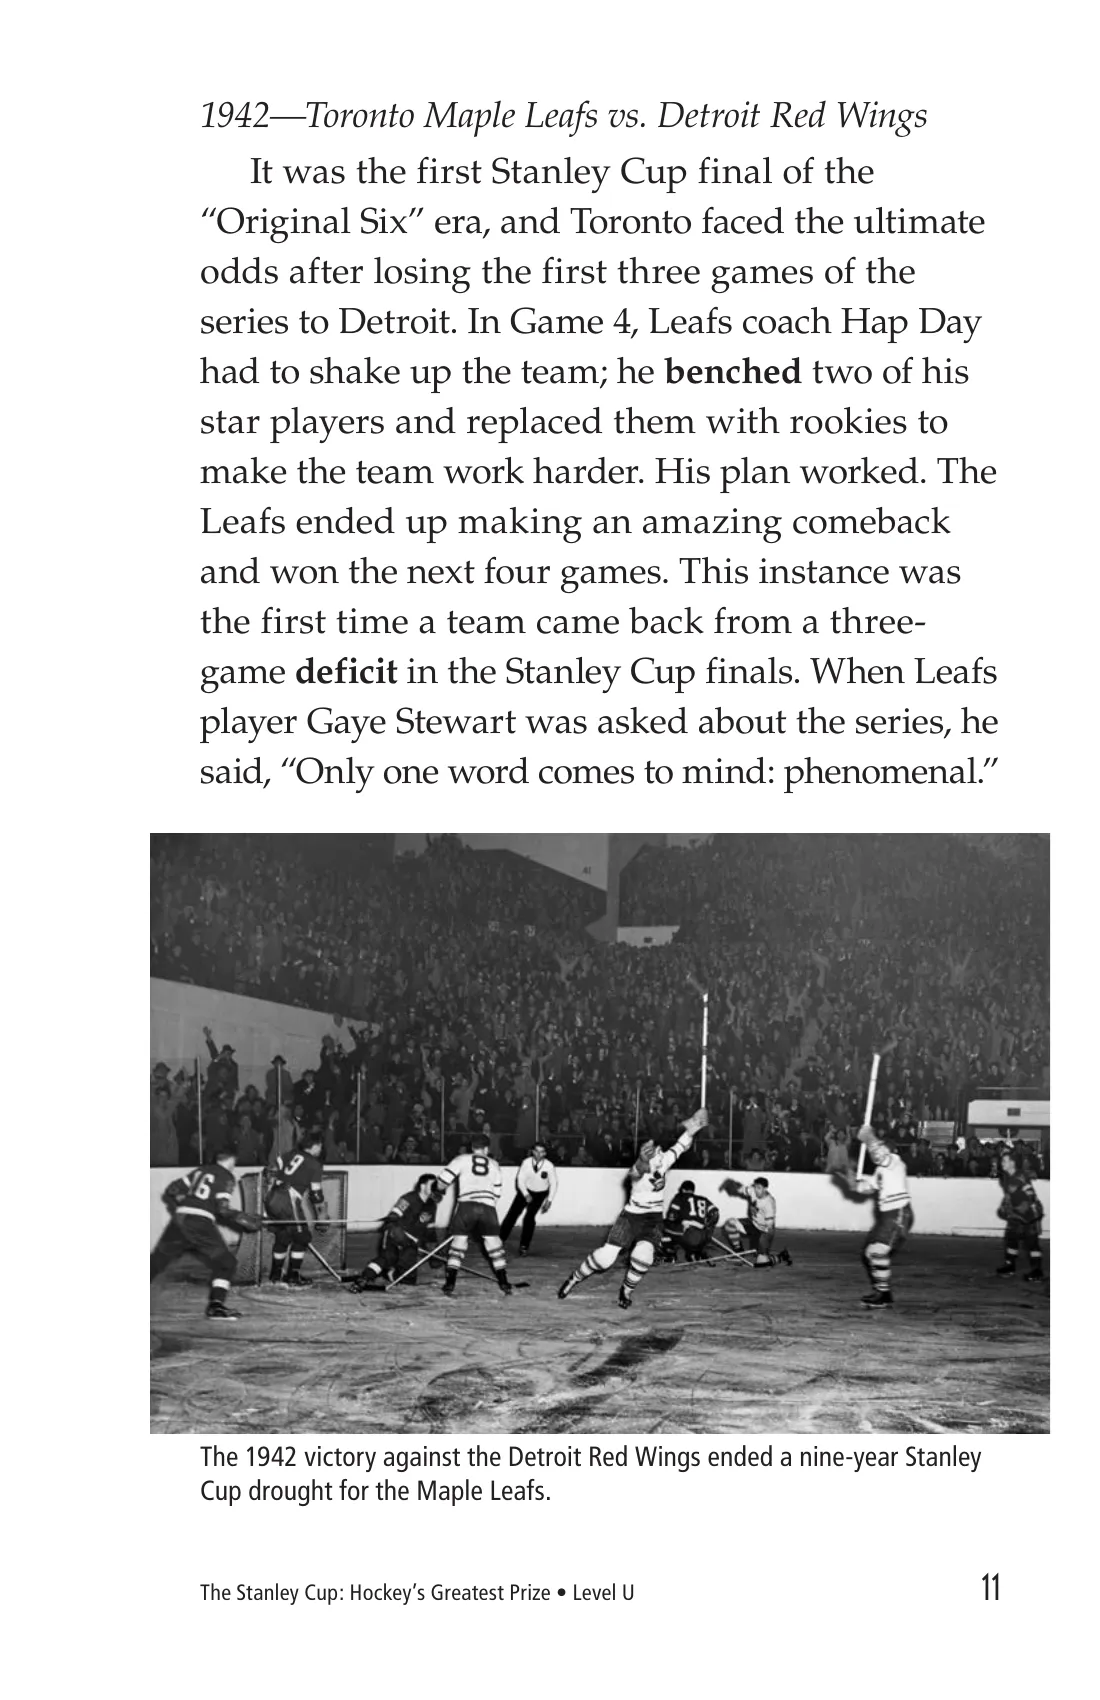 1942—Toronto Maple Leafs vs. Detroit Red Wings
It was the first Stanley Cup final of the
“Original Six” era, and Toronto faced the ultimate
odds after losing the first three games of the
series to Detroit. In Game 4, Leafs coach Hap Day
had to shake up the team; he benched two of his
star players and replaced them with rookies to
make the team work harder. His plan worked. The
Leafs ended up making an amazing comeback
and won the next four games. This instance was
the first time a team came back from a three-
game deficit in the Stanley Cup finals. When Leafs
player Gaye Stewart was asked about the series, he
said, “Only one word comes to mind: phenomenal.”
16
9
8
18
The 1942 victory against the Detroit Red Wings ended a nine-year Stanley
Cup drought for the Maple Leafs.
The Stanley Cup: Hockey’s Greatest Prize • Level U
11